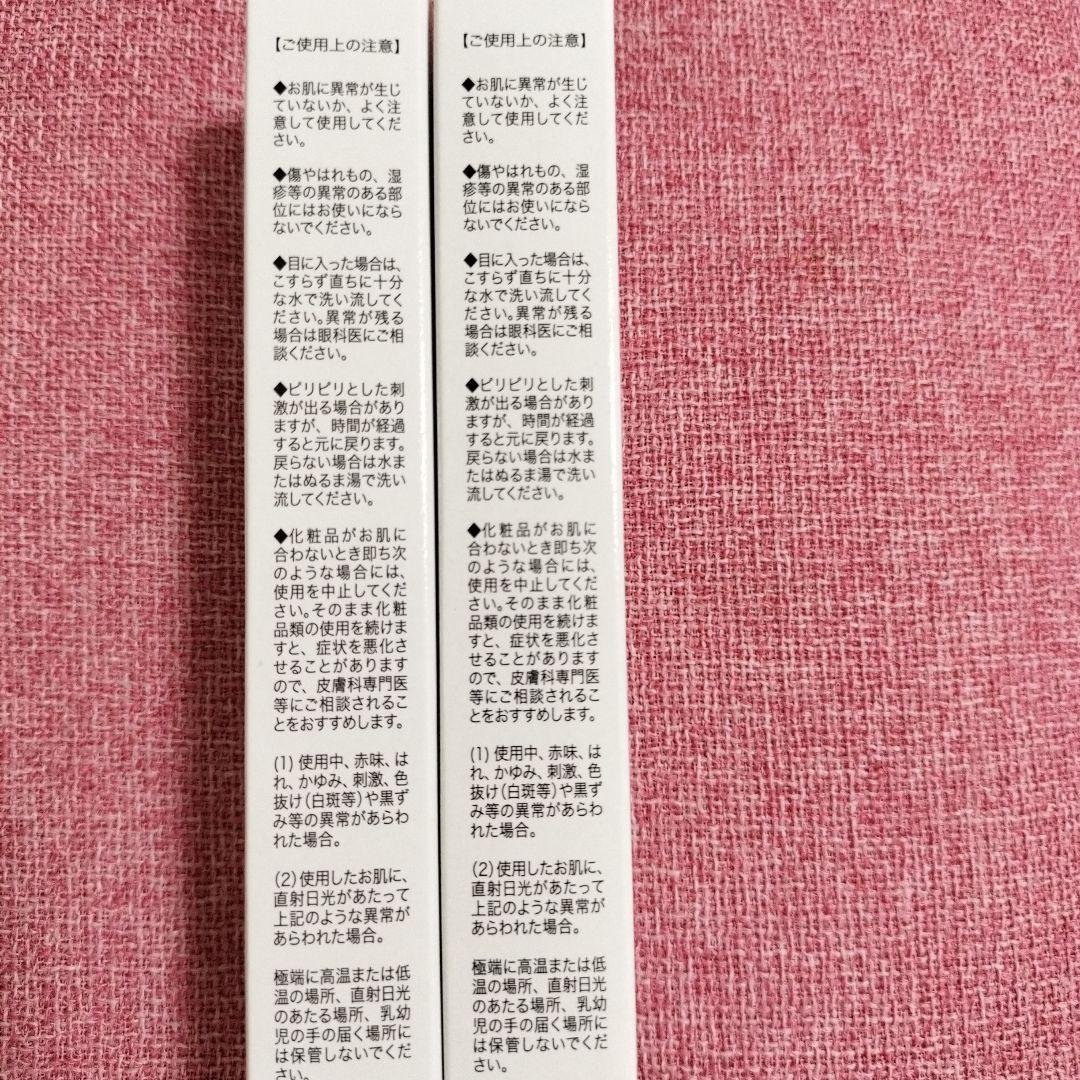 【ご使用上の注意】
◆お肌に異常が生じ
ていないか、よく注
意して使用してくだ
さい。
◆傷やはれもの、湿
疹等の異常のある部
位にはお使いになら
ないでください。
◆目に入った場合は、
こすらず直ちに十分
な水で洗い流してく
ださい。異常が残る
場合は眼科医にご相
談ください。
◆ピリピリとした刺
激が出る場合があり
ますが、時間が経過
すると元に戻ります。
戻らない場合は水ま
たはぬるま湯で洗い
流してください。
◆化粧品がお肌に
合わないとき即ち次
のような場合には、
使用を中止してくだ
さい。そのまま化粧
品類の使用を続けま
すと、症状を悪化さ
せることがあります
ので、皮膚科専門医
等にご相談されるこ
とをおすすめします。
(1) 使用中、赤味、は
れ、かゆみ、刺激、色
抜け(白斑等)や黒ず
み等の異常があらわ
れた場合。
(2) 使用したお肌に、
直射日光があたって
上記のような異常が
あらわれた場合。
極端に高温または低
温の場所、直射日光
のあたる場所、乳幼
児の手の届く場所に
は保管しないでくだ
さい。
【ご使用上の注意】
◆お肌に異常が生じ
ていないか、よく注
意して使用してくだ
さい。
◆傷やはれもの、湿
疹等の異常のある部
位にはお使いになら
ないでください。
◆目に入った場合は、
こすらず直ちに十分
な水で洗い流してく
ださい。異常が残る
場合は眼科医にご相
談ください。
◆ピリピリとした刺
激が出る場合があり
ますが、時間が経過
すると元に戻ります。
戻らない場合は水ま
たはぬるま湯で洗い
流してください。
◆化粧品がお肌に
合わないとき即ち次
のような場合には、
使用を中止してくだ
さい。そのまま化粧
品類の使用を続けま
すと、症状を悪化さ
せることがあります
ので、皮膚科専門医
等にご相談されるこ
とをおすすめします。
(1) 使用中、赤味、は
れ、かゆみ、刺激、色
抜け(白斑等)や黒ず
み等の異常があらわ
れた場合。
(2) 使用したお肌に、
直射日光があたって
上記のような異常が
あらわれた場合。
極端に高温または低
温の場所、直射日光
のあたる場所、乳幼
児の手の届く場所に
は保管しないでくだ
さい。